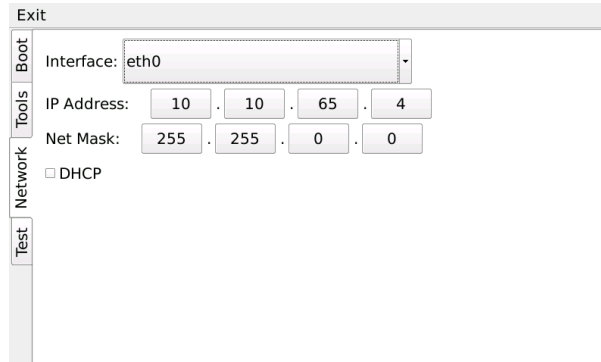 Exit
Boot
Tools
Network
Test
Interface: eth0
IP Address: 10 . 10 . 65 . 4
Net Mask: 255 . 255 . 0 . 0
DHCP